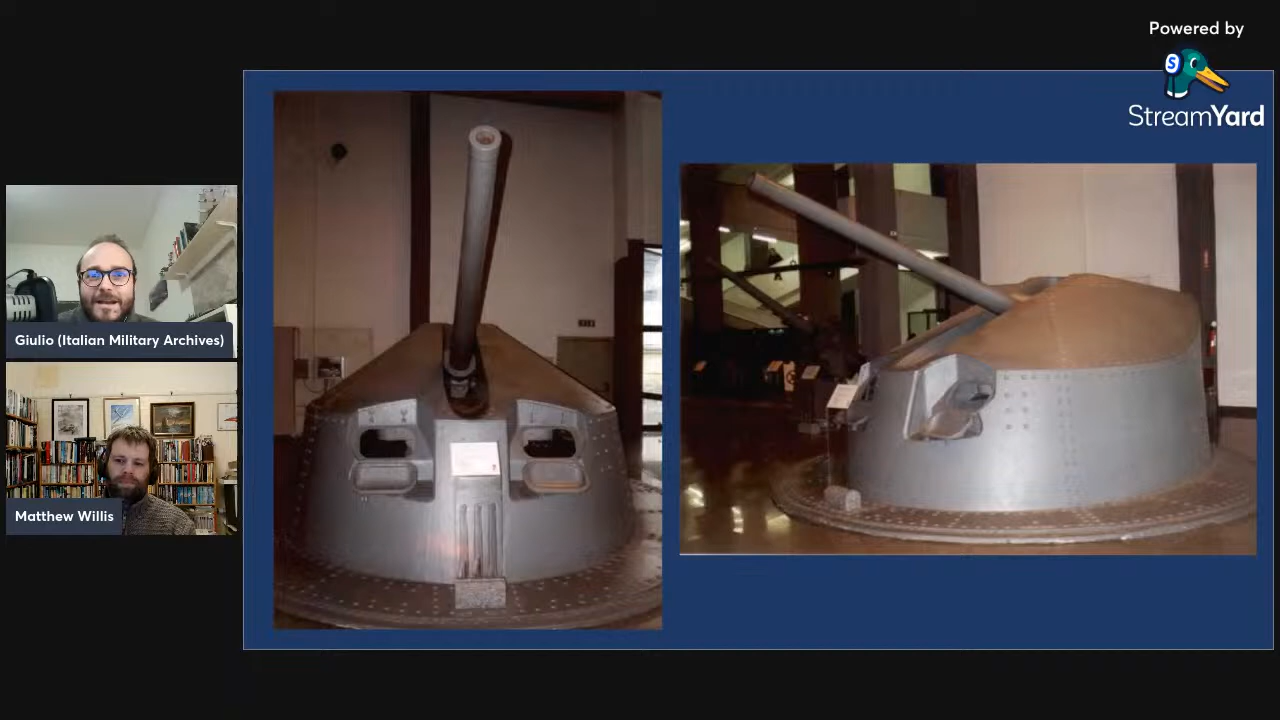 Powered by
S
StreamYard
Giulio (Italian Military Archives)
Matthew Willis